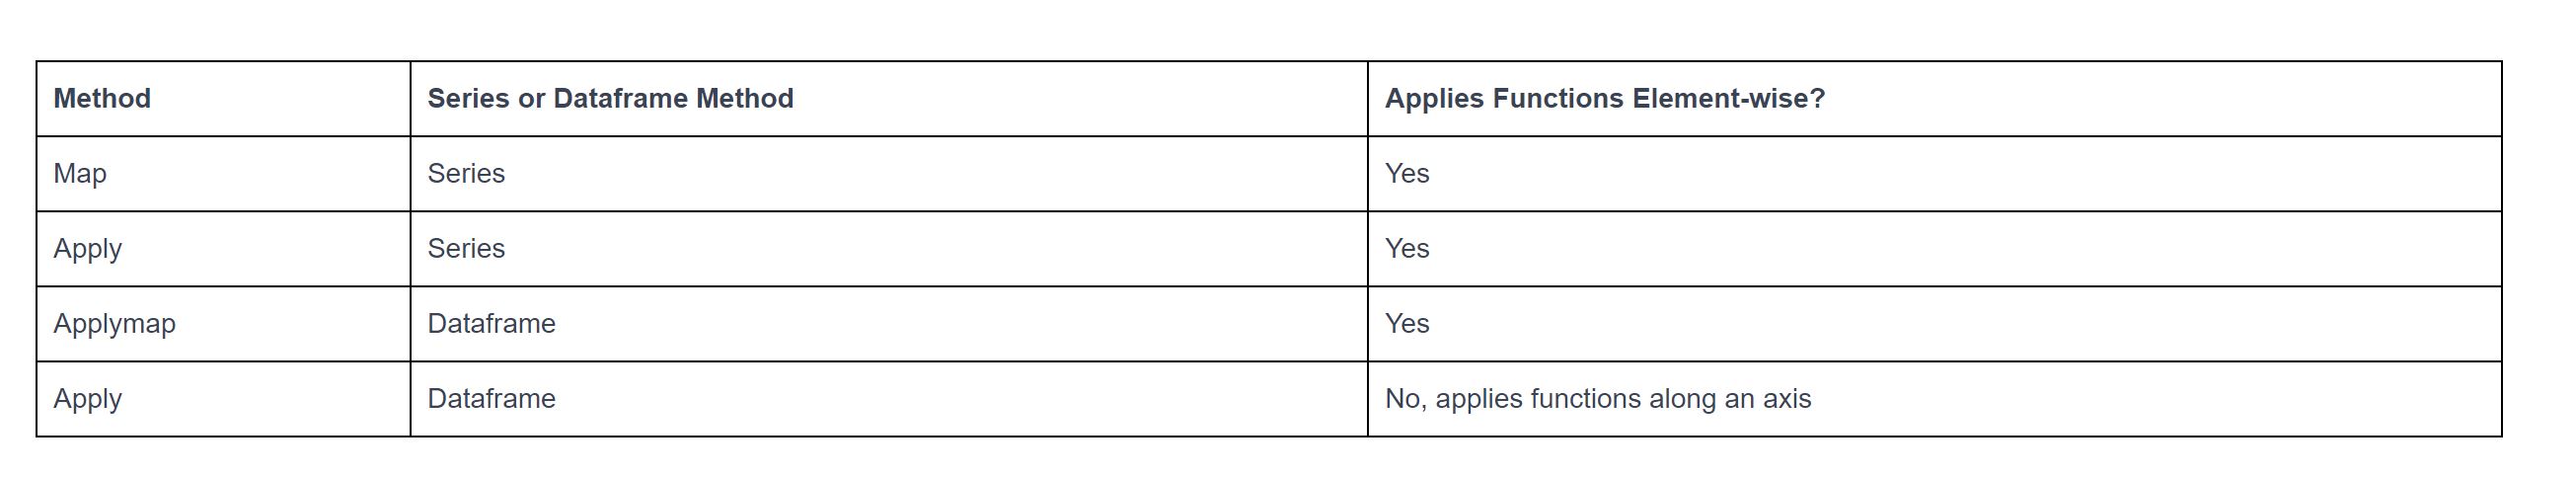 Method Series or Dataframe Method Applies Functions Element-wise?
Map Series Yes
Apply Series Yes
Applymap Dataframe Yes
Apply Dataframe No, applies functions along an axis